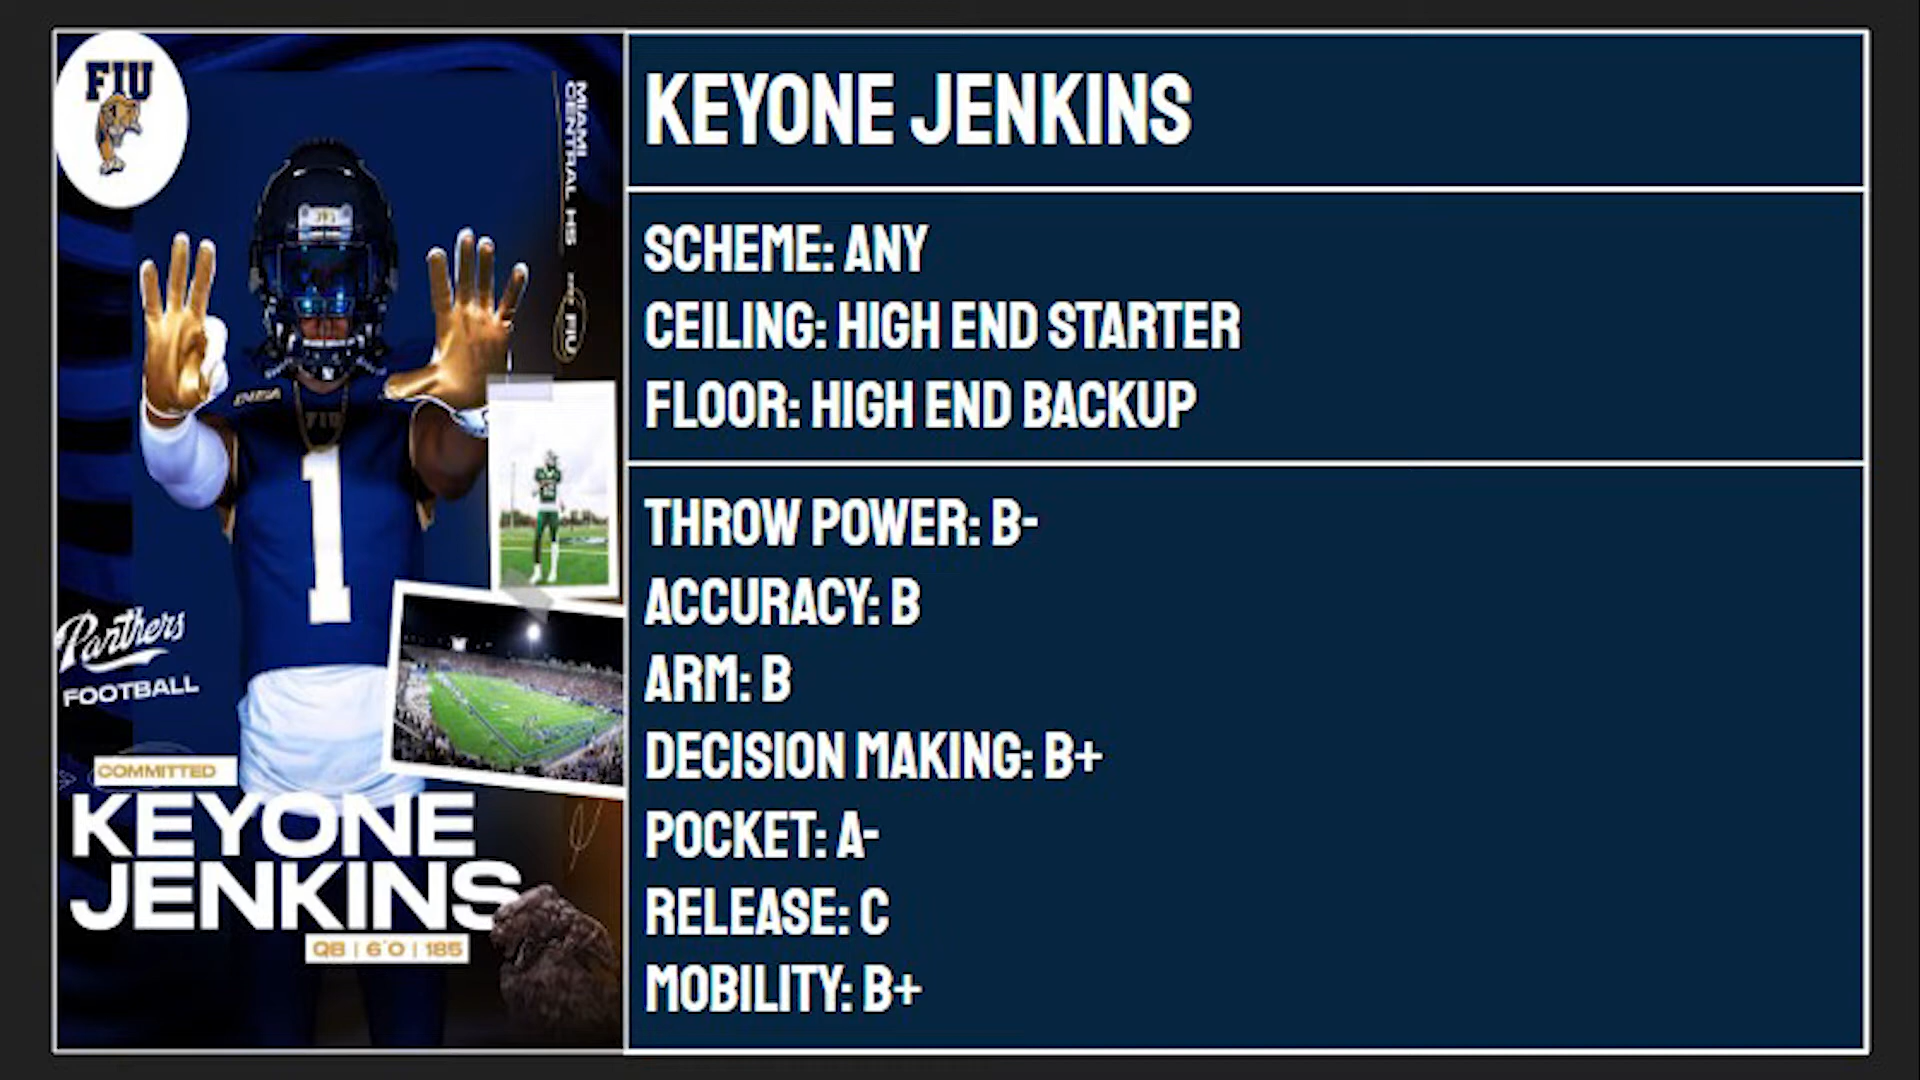 FIU
MIAMI
CENTRAL HS
FIU
1
Panthers
FOOTBALL
COMMITTED
KEYONE
JENKINS
QB | 6'0 | 185
KEYONE JENKINS
SCHEME: ANY
CEILING: HIGH END STARTER
FLOOR: HIGH END BACKUP
THROW POWER: B-
ACCURACY: B
ARM: B
DECISION MAKING: B+
POCKET: A-
RELEASE: C
MOBILITY: B+